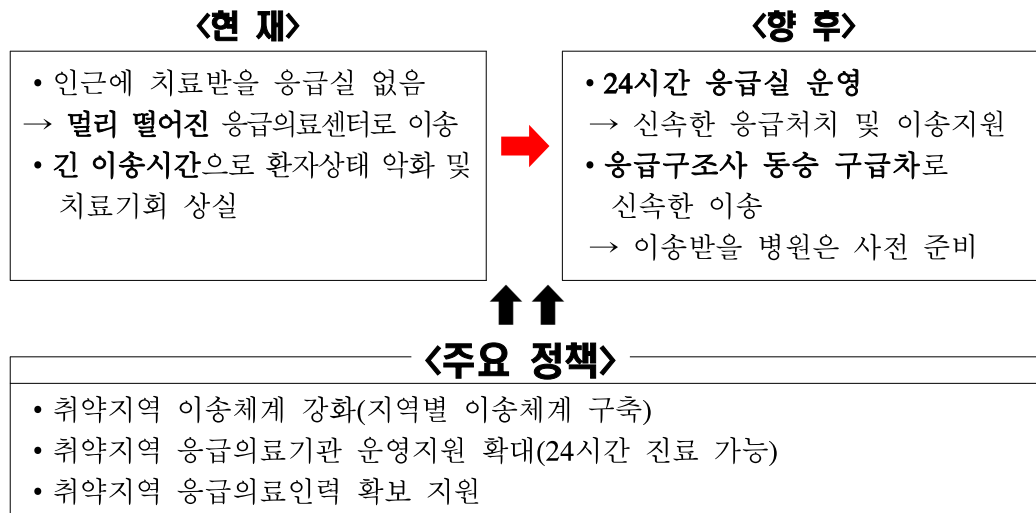 <현 재>
• 인근에 치료받을 응급실 없음
→ 멀리 떨어진 응급의료센터로 이송
• 긴 이송시간으로 환자상태 악화 및
치료기회 상실
<향 후>
• 24시간 응급실 운영
→ 신속한 응급처치 및 이송지원
• 응급구조사 동승 구급차로
신속한 이송
→ 이송받을 병원은 사전 준비
<주요 정책>
• 취약지역 이송체계 강화(지역별 이송체계 구축)
• 취약지역 응급의료기관 운영지원 확대(24시간 진료 가능)
• 취약지역 응급의료인력 확보 지원